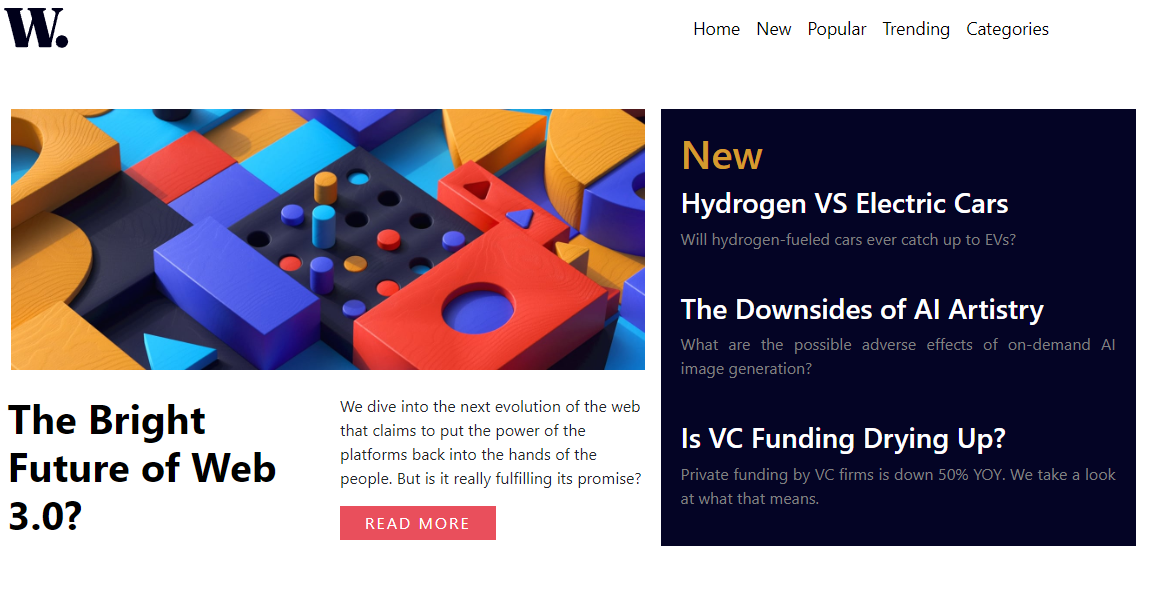 W.
Home New Popular Trending Categories
The Bright
Future of Web
3.0?
We dive into the next evolution of the web
that claims to put the power of the
platforms back into the hands of the
people. But is it really fulfilling its promise?
READ MORE
New
Hydrogen VS Electric Cars
Will hydrogen-fueled cars ever catch up to EVs?
The Downsides of AI Artistry
What are the possible adverse effects of on-demand AI
image generation?
Is VC Funding Drying Up?
Private funding by VC firms is down 50% YOY. We take a look
at what that means.